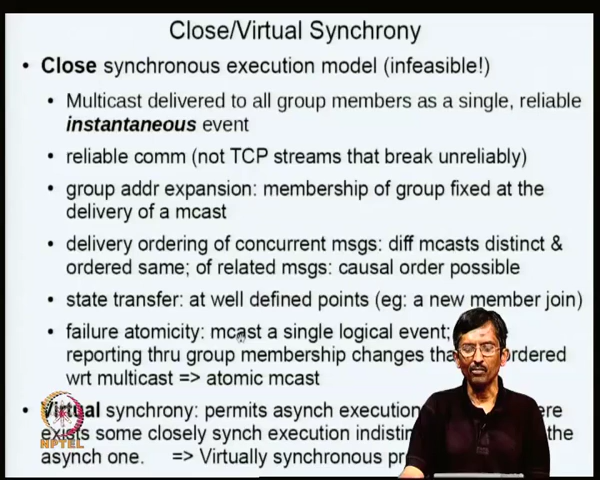 Close/Virtual Synchrony
• Close synchronous execution model (infeasible!)
• Multicast delivered to all group members as a single, reliable
instantaneous event
• reliable comm (not TCP streams that break unreliably)
• group addr expansion: membership of group fixed at the
delivery of a mcast
• delivery ordering of concurrent msgs: diff mcasts distinct &
ordered same; of related msgs: causal order possible
• state transfer: at well defined points (eg: a new member join)
• failure atomicity: mcast a single logical event;
reporting thru group membership changes ordered
wrt multicast => atomic mcast
• Virtual synchrony: permits asynch execution
exists some closely synch execution the
asynch one. => Virtually synchronous
NPTEL